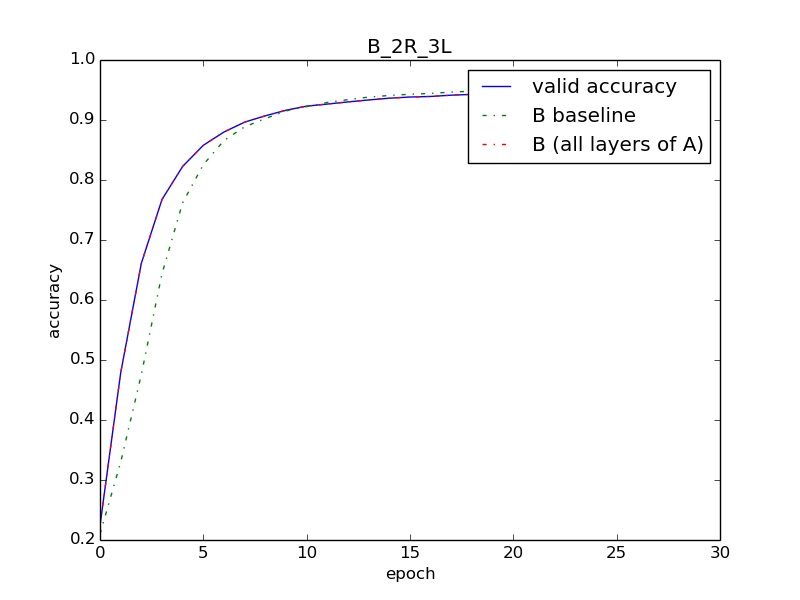 B_2R_3L
1.0
0.9
0.8
0.7
0.6
0.5
0.4
0.3
0.2
accuracy
valid accuracy
B baseline
B (all layers of A)
0 5 10 15 20 25 30
epoch